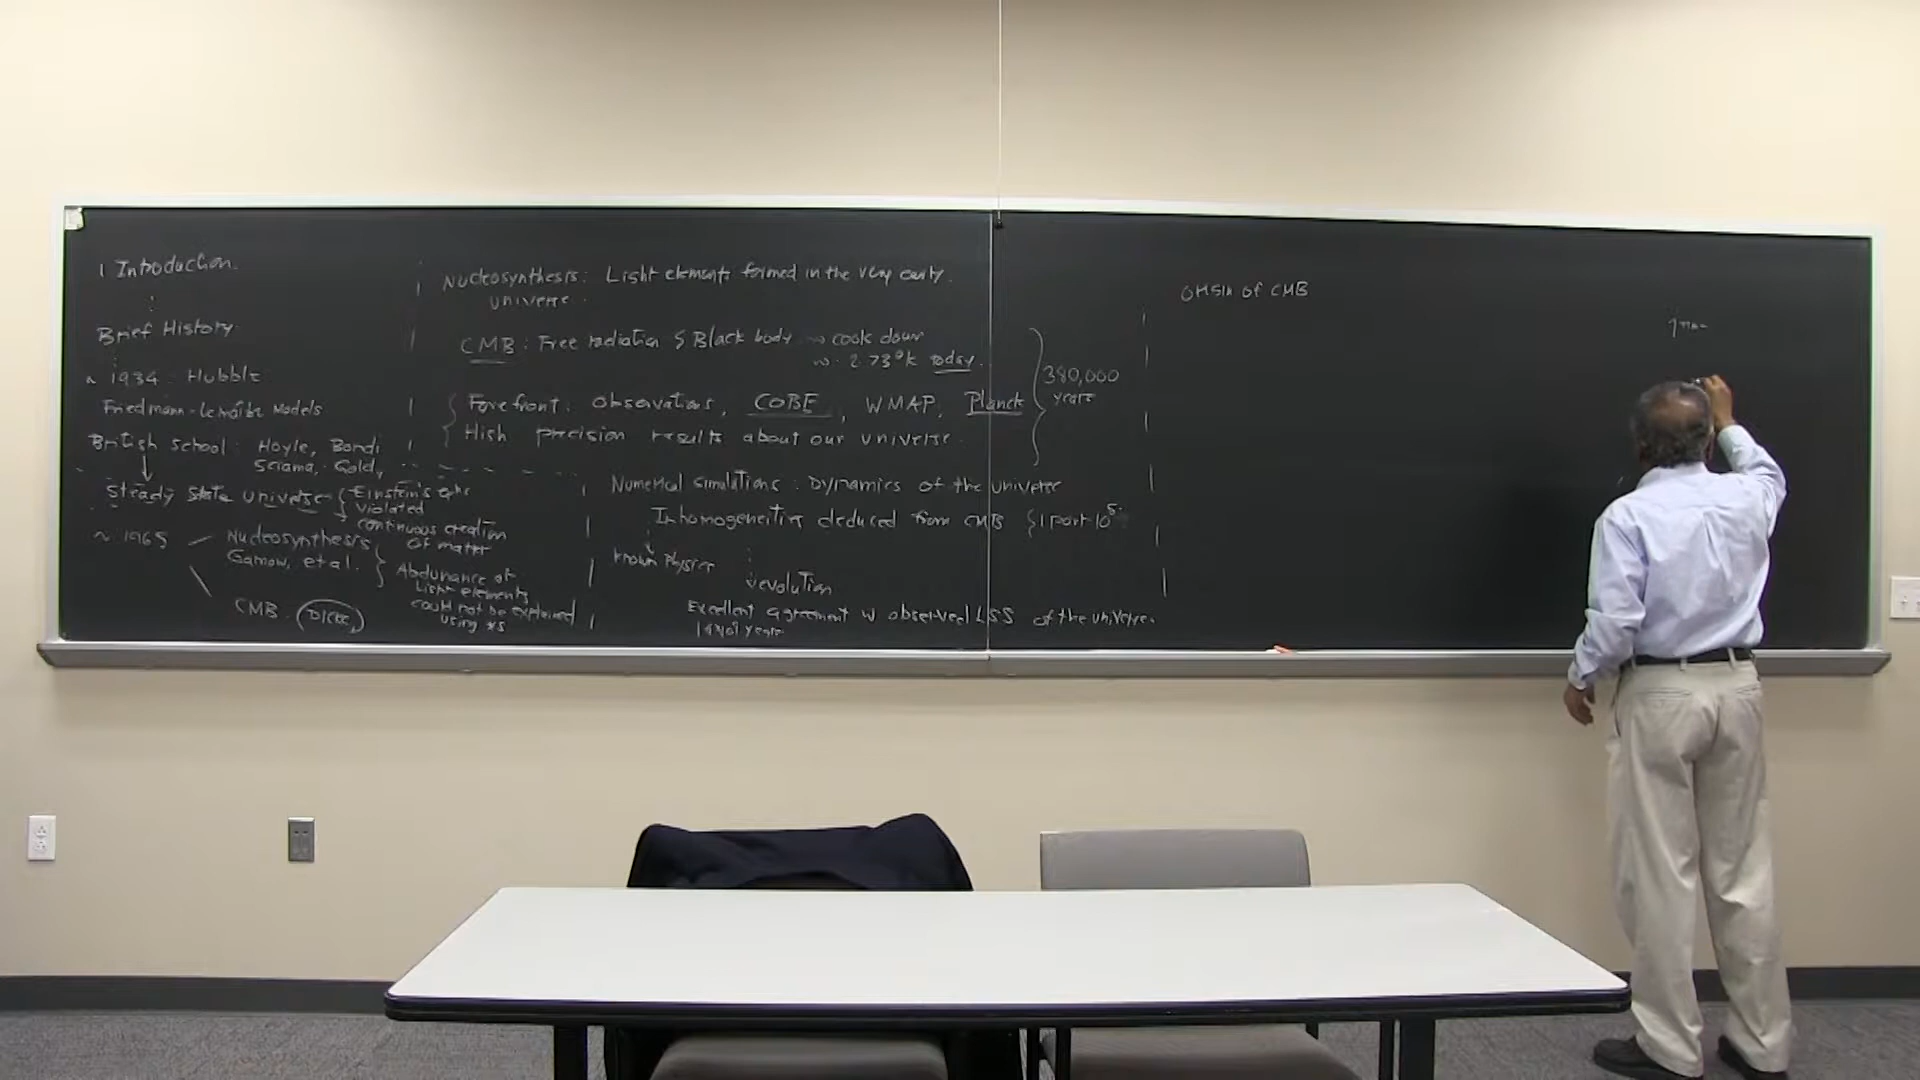 1 Introduction.
Brief History
~ 1934 : Hubble
Friedmann-Lemaître Models
British School : Hoyle, Bondi
Sciama, Gold,
Steady State Universe { Einstein's eqns
violated
continuous creation
of matter
~ 1965
Nucleosynthesis
Gamow, et al.
Abdunance of
Light elements
could not be explained
using
CMB. (DICKE,)
Nucleosynthesis : Light elements formed in the very early
universe.
CMB : Free radiation Black body → cook down
~ 2.73°K today.
Forefront : Observations, COBE, WMAP, Planck
High precision results about our universe.
380,000
years
Numerical Simulations : Dynamics of the universe
Inhomogeneities deduced from CMB { 1 part 10⁵
known Physics
evolution
Excellent agreement w observed LSS of the universe.
years
Origin of CMB